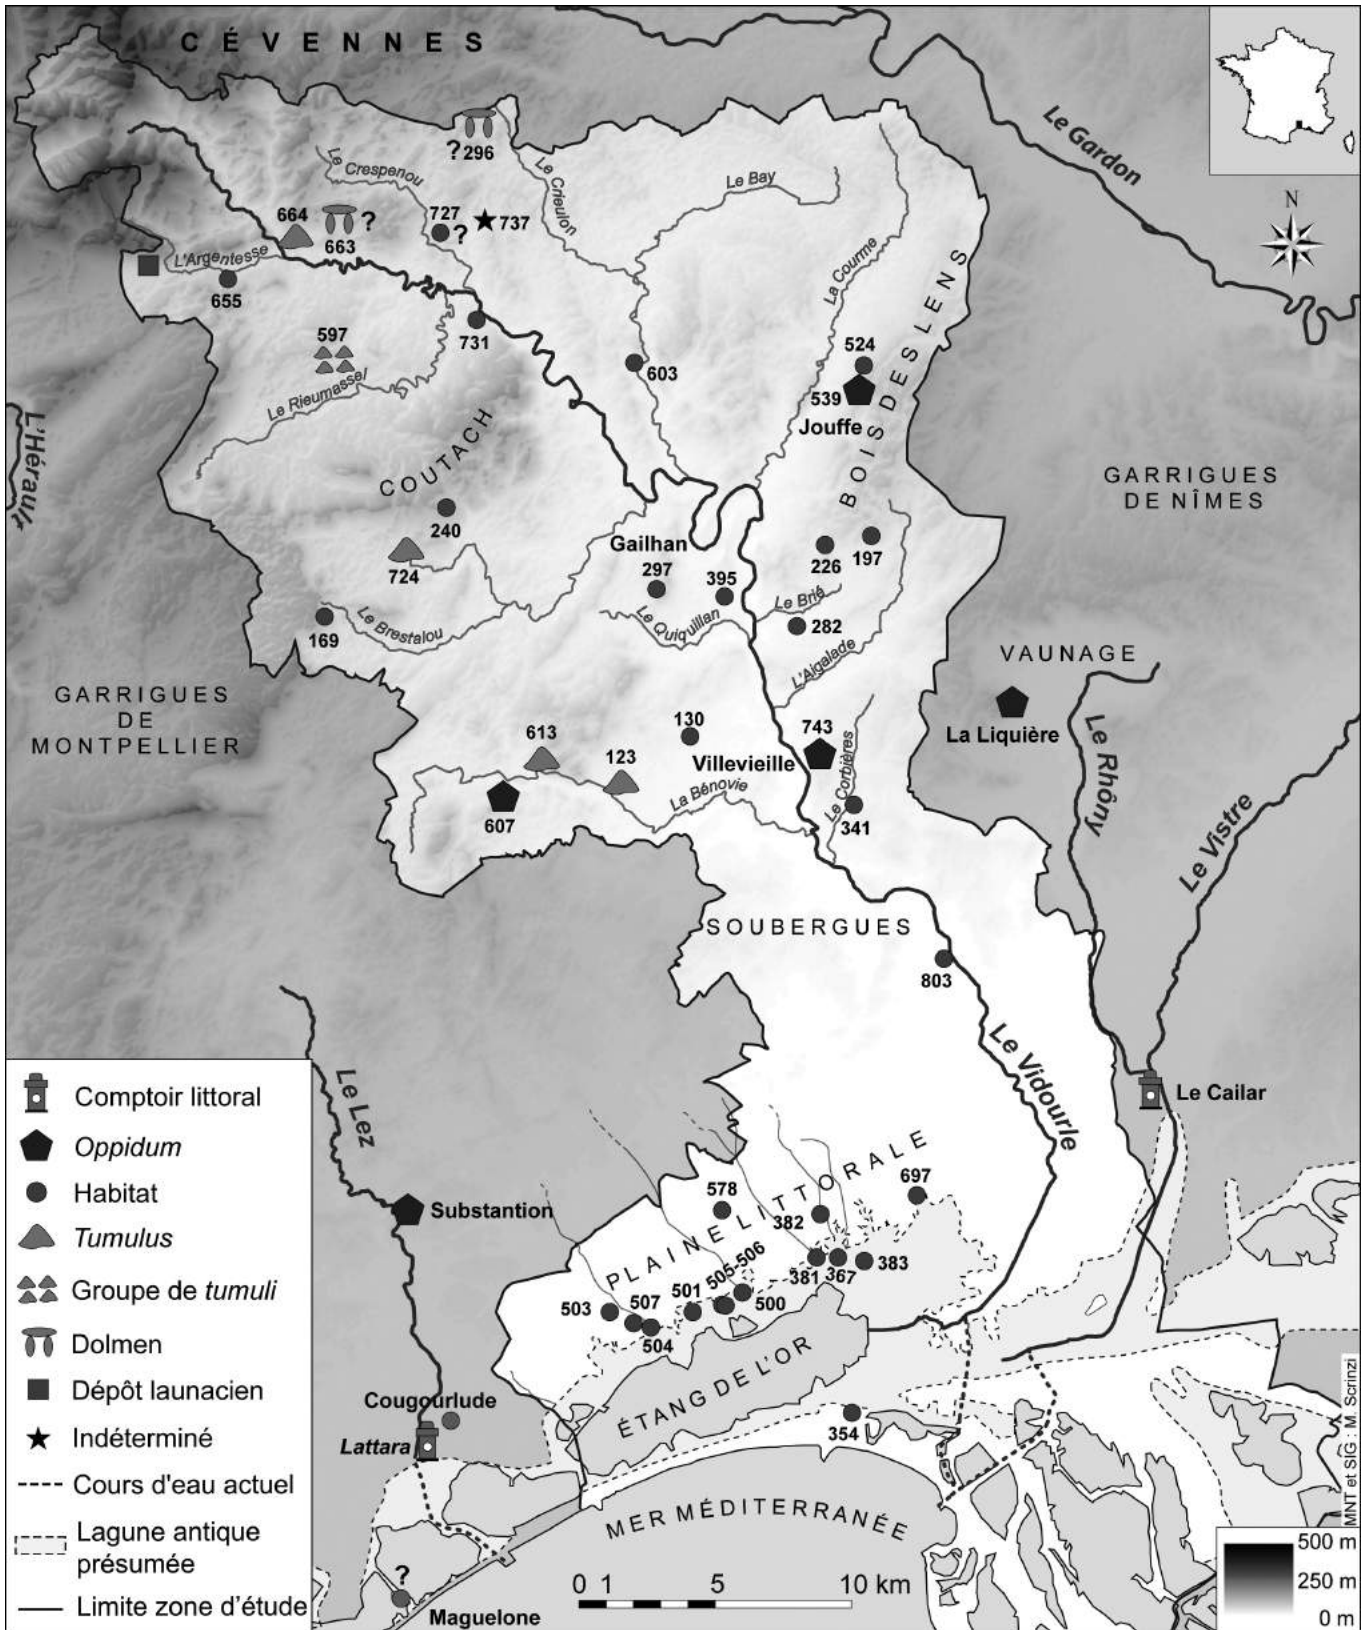 CÉVENNES
Le Gardon
N
?
296
Le Crespenou
Le Crieulon
Le Bay
664
?
663
727
?
737
L'Argentesse
655
La Courme
597
731
603
524
539
Jouffe
BOIS DES LENS
Le Rieumassel
L'Hérault
COUTACH
GARRIGUES
DE NÎMES
240
724
Gailhan
297
395
226
197
Le Brié
282
169
Le Brestalou
Le Quiquillan
L'Aigalade
VAUNAGE
GARRIGUES
DE
MONTPELLIER
613
123
130
743
Villevieille
La Liquière
Le Rhôny
607
La Bénovie
Le Corbières
341
Le Vistre
SOUBERGUES
803
Le Vidourle
Le Lez
Le Cailar
Substantion
PLAINE LITTORALE
578
382
697
505-506
381
367
383
503
507
501
500
504
ÉTANG DE L'OR
Cougourlude
Lattara
354
MER MÉDITERRANÉE
?
Maguelone
Comptoir littoral
Oppidum
Habitat
Tumulus
Groupe de tumuli
Dolmen
Dépôt launacien
Indéterminé
Cours d'eau actuel
Lagune antique
présumée
Limite zone d'étude
0 1 5 10 km
500 m
250 m
0 m
MNT et SIG : M. Scrinzi